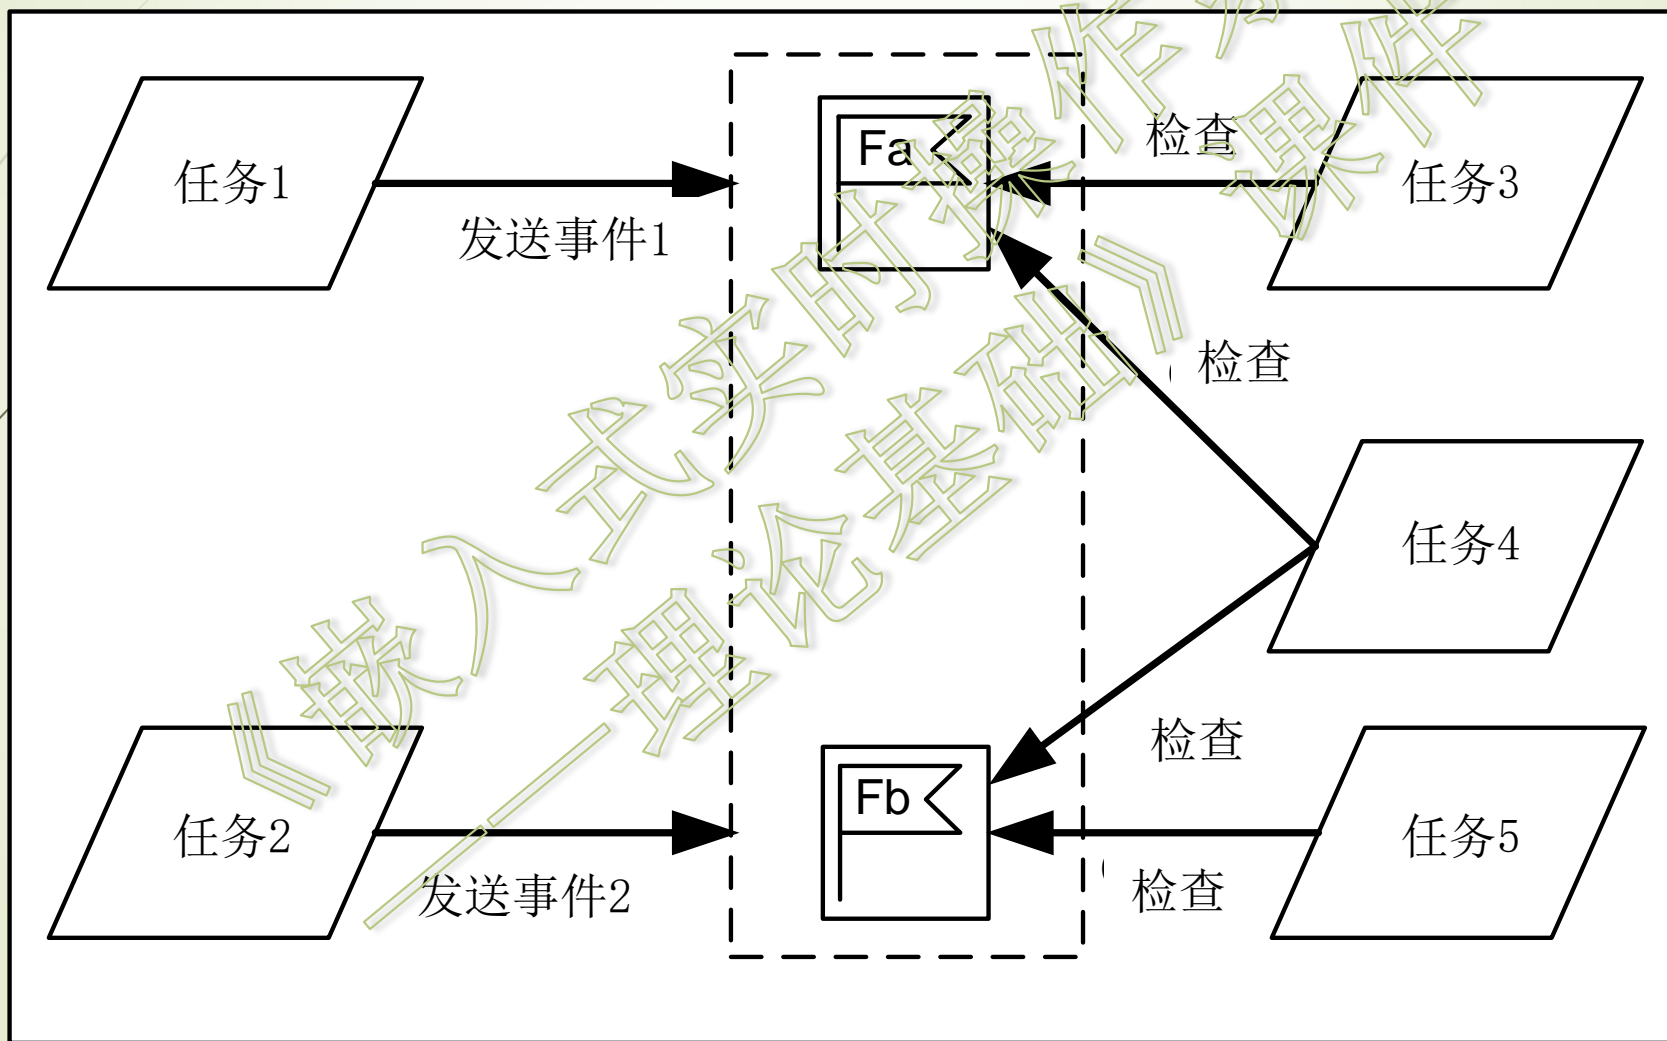 任务1
发送事件1
Fa
检查
任务3
检查
任务4
任务2
发送事件2
Fb
检查
任务5
检查
《嵌入式实时操作系
——理论基础》课件